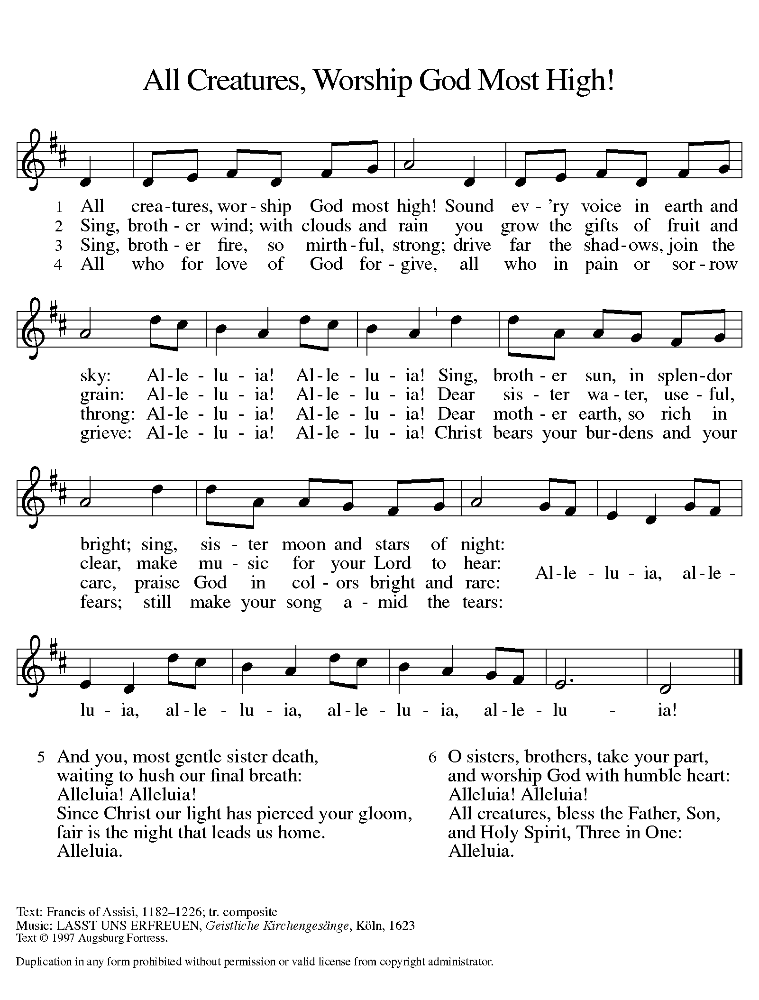 All Creatures, Worship God Most High!
1 All crea-tures, wor - ship God most high! Sound ev - 'ry voice in earth and
2 Sing, broth - er wind; with clouds and rain you grow the gifts of fruit and
3 Sing, broth - er fire, so mirth - ful, strong; drive far the shad - ows, join the
4 All who for love of God for - give, all who in pain or sor - row
sky: Al - le - lu - ia! Al - le - lu - ia! Sing, broth - er sun, in splen - dor
grain: Al - le - lu - ia! Al - le - lu - ia! Dear sis - ter wa - ter, use - ful,
throng: Al - le - lu - ia! Al - le - lu - ia! Dear moth - er earth, so rich in
grieve: Al - le - lu - ia! Al - le - lu - ia! Christ bears your bur - dens and your
bright; sing, sis - ter moon and stars of night:
clear, make mu - sic for your Lord to hear:
care, praise God in col - ors bright and rare:
fears; still make your song a - mid the tears:
Al - le - lu - ia, al - le -
lu - ia, al - le - lu - ia, al - le - lu - ia, al - le - lu - ia!
5 And you, most gentle sister death,
waiting to hush our final breath:
Alleluia! Alleluia!
Since Christ our light has pierced your gloom,
fair is the night that leads us home.
Alleluia.
6 O sisters, brothers, take your part,
and worship God with humble heart:
Alleluia! Alleluia!
All creatures, bless the Father, Son,
and Holy Spirit, Three in One:
Alleluia.
Text: Francis of Assisi, 1182–1226; tr. composite
Music: LASST UNS ERFREUEN, Geistliche Kirchengesänge, Köln, 1623
Text © 1997 Augsburg Fortress.
Duplication in any form prohibited without permission or valid license from copyright administrator.